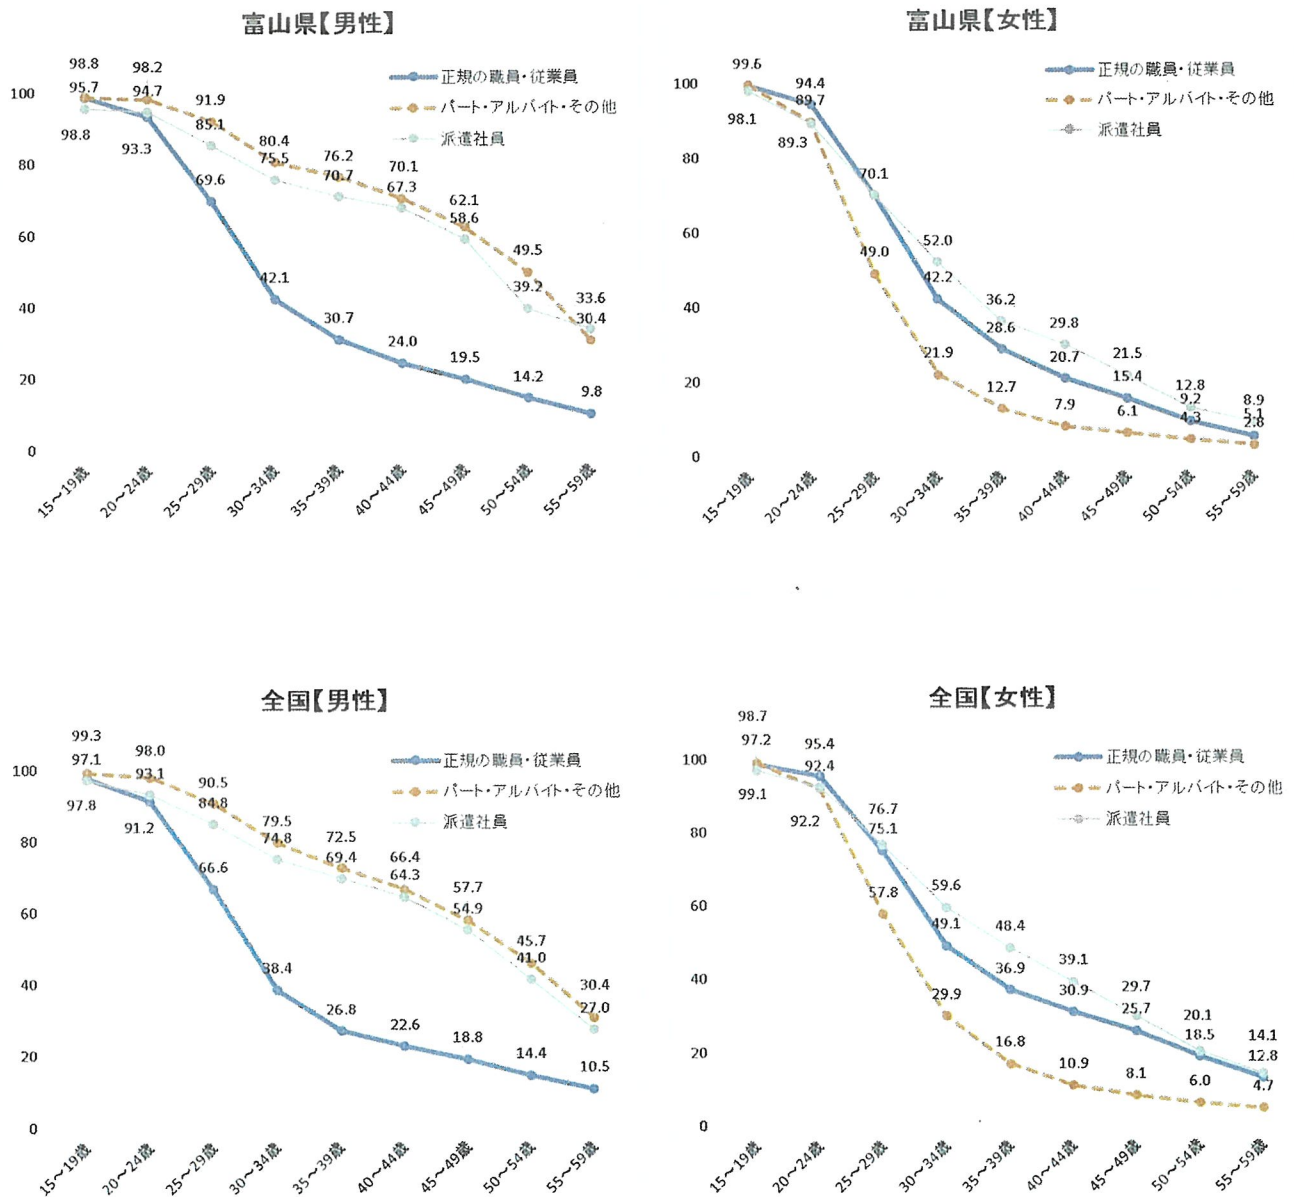 富山県【男性】
正規の職員・従業員
パート・アルバイト・その他
派遣社員
100
80
60
40
20
0
98.8
95.7
98.8
98.2
94.7
93.3
91.9
85.1
69.6
80.4
75.5
42.1
76.2
70.7
30.7
70.1
67.3
24.0
62.1
58.6
19.5
49.5
39.2
14.2
33.6
30.4
9.8
15～19歳
20～24歳
25～29歳
30～34歳
35～39歳
40～44歳
45～49歳
50～54歳
55～59歳
富山県【女性】
正規の職員・従業員
パート・アルバイト・その他
派遣社員
100
80
60
40
20
0
99.6
98.1
94.4
89.7
89.3
70.1
49.0
52.0
42.2
21.9
36.2
28.6
12.7
29.8
20.7
7.9
21.5
15.4
6.1
12.8
9.2
4.3
8.9
5.1
2.8
15～19歳
20～24歳
25～29歳
30～34歳
35～39歳
40～44歳
45～49歳
50～54歳
55～59歳
全国【男性】
正規の職員・従業員
パート・アルバイト・その他
派遣社員
100
80
60
40
20
0
99.3
97.1
97.8
98.0
93.1
91.2
90.5
84.8
66.6
79.5
74.8
38.4
72.5
69.4
26.8
66.4
64.3
22.6
57.7
54.9
18.8
45.7
41.0
14.4
30.4
27.0
10.5
15～19歳
20～24歳
25～29歳
30～34歳
35～39歳
40～44歳
45～49歳
50～54歳
55～59歳
全国【女性】
正規の職員・従業員
パート・アルバイト・その他
派遣社員
100
80
60
40
20
0
98.7
97.2
99.1
95.4
92.4
92.2
76.7
75.1
57.8
59.6
49.1
29.9
48.4
36.9
16.8
39.1
30.9
10.9
29.7
25.7
8.1
20.1
18.5
6.0
14.1
12.8
4.7
15～19歳
20～24歳
25～29歳
30～34歳
35～39歳
40～44歳
45～49歳
50～54歳
55～59歳